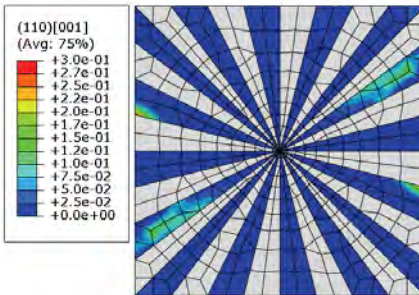 (110)[001]
(Avg: 75%)
+3.0e-01
+2.7e-01
+2.5e-01
+2.2e-01
+2.0e-01
+1.7e-01
+1.5e-01
+1.2e-01
+1.0e-01
+7.5e-02
+5.0e-02
+2.5e-02
+0.0e+00